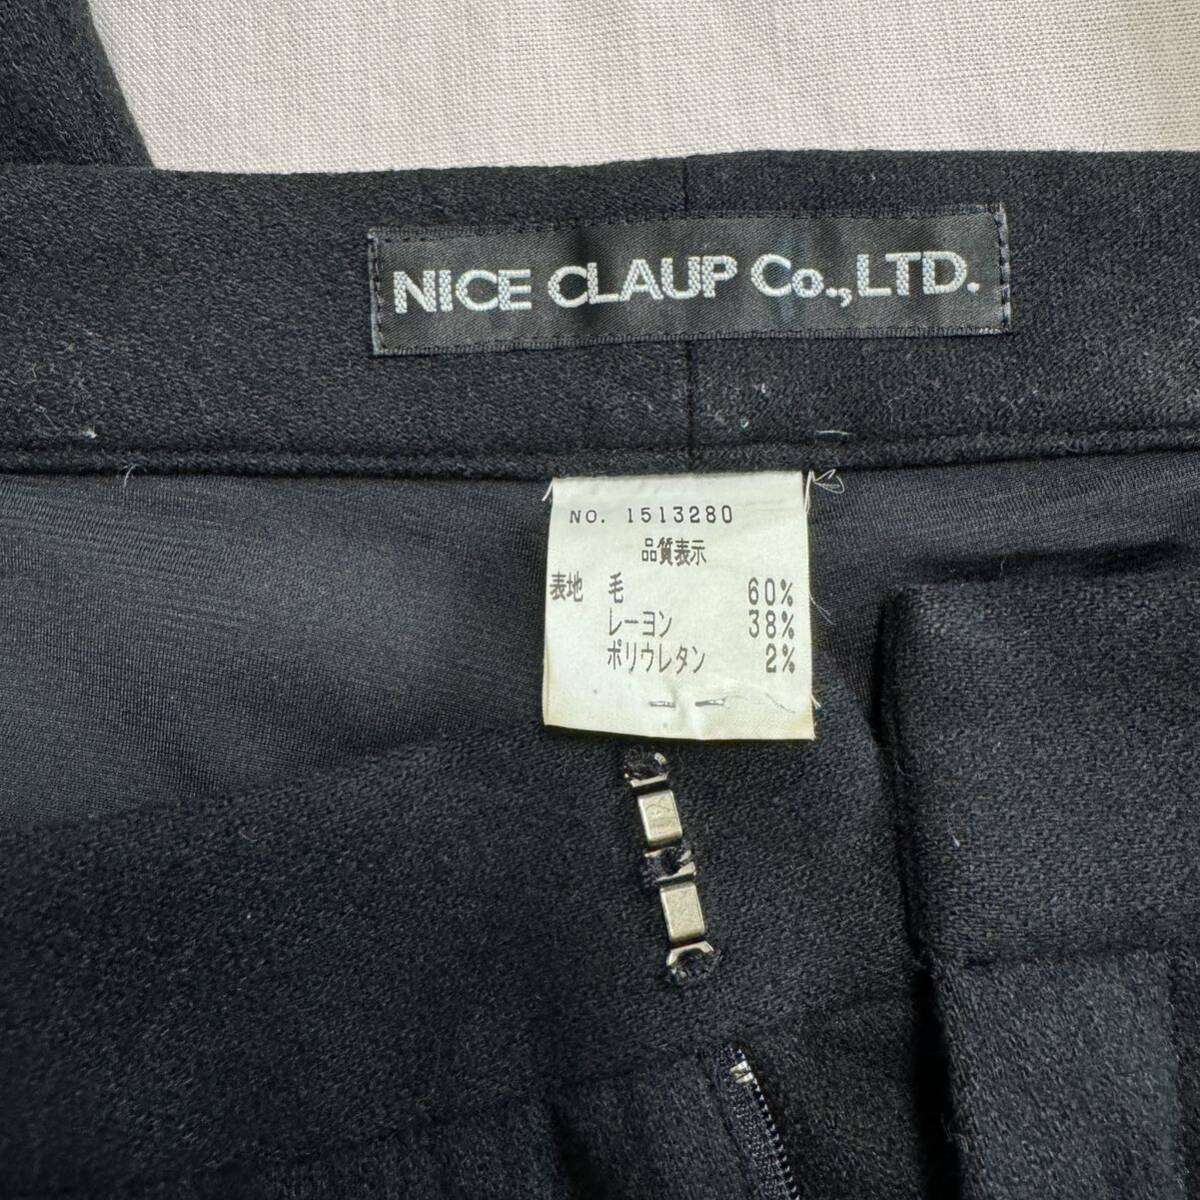 NICE CLAUP Co.,LTD.
NO. 1513280
品質表示
表地 毛 60%
レーヨン 38%
ポリウレタン 2%